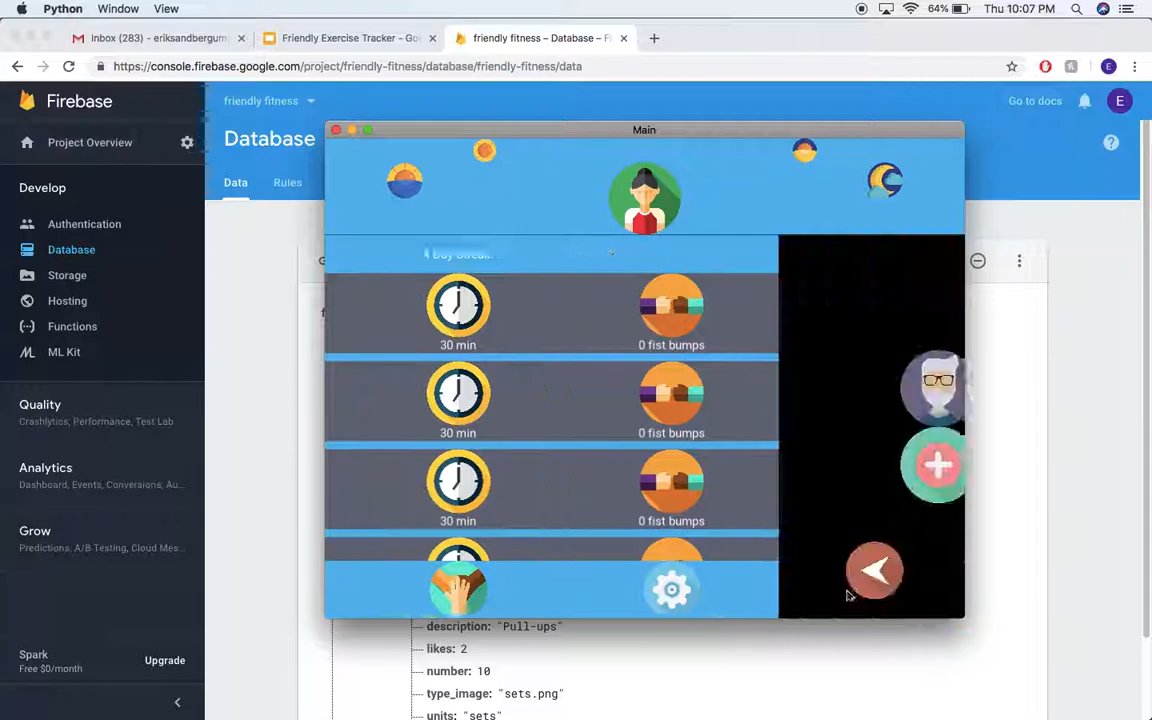 Python Window View 64% Thu 10:07 PM
Inbox (283) - eriksandbergum Friendly Exercise Tracker - Go friendly fitness – Database – Fi
https://console.firebase.google.com/project/friendly-fitness/database/friendly-fitness/data E
Firebase friendly fitness Go to docs E
Project Overview Database Main ?
Develop Data Rules
Authentication
Database
Storage
Hosting
Functions
ML Kit
30 min 0 fist bumps
30 min 0 fist bumps
30 min 0 fist bumps
Quality
Crashlytics, Performance, Test Lab
Analytics
Dashboard, Events, Conversions, Au...
Grow
Predictions, A/B Testing, Cloud Mes...
Spark
Free $0/month Upgrade
description: "Pull-ups"
likes: 2
number: 10
type_image: "sets.png"
units: "sets"